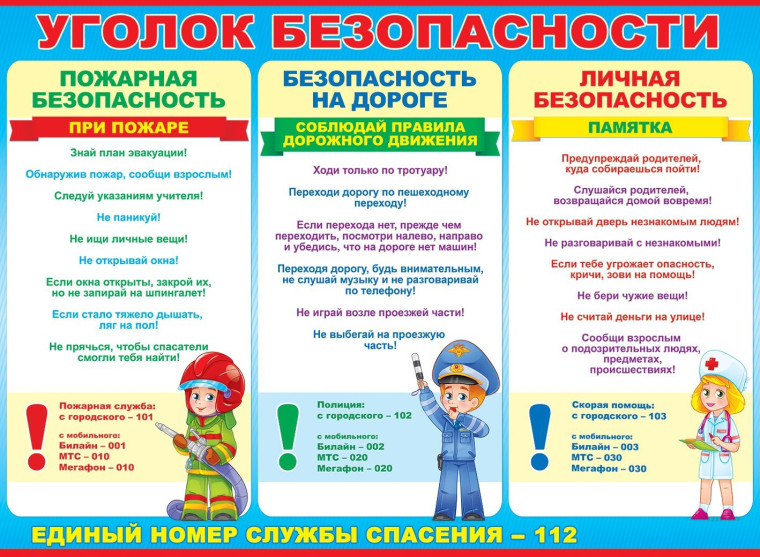 УГОЛОК БЕЗОПАСНОСТИ
ПОЖАРНАЯ
БЕЗОПАСНОСТЬ
ПРИ ПОЖАРЕ
Знай план эвакуации!
Обнаружив пожар, сообщи взрослым!
Следуй указаниям учителя!
Не паникуй!
Не ищи личные вещи!
Не открывай окна!
Если окна открыты, закрой их,
но не запирай на шпингалет!
Если стало тяжело дышать,
ляг на пол!
Не прячься, чтобы спасатели
смогли тебя найти!
Пожарная служба:
с городского – 101
с мобильного:
Билайн – 001
МТС – 010
Мегафон – 010
БЕЗОПАСНОСТЬ
НА ДОРОГЕ
СОБЛЮДАЙ ПРАВИЛА
ДОРОЖНОГО ДВИЖЕНИЯ
Ходи только по тротуару!
Переходи дорогу по пешеходному
переходу!
Если перехода нет, прежде чем
переходить, посмотри налево, направо
и убедись, что на дороге нет машин!
Переходя дорогу, будь внимательным,
не слушай музыку и не разговаривай
по телефону!
Не играй возле проезжей части!
Не выбегай на проезжую
часть!
Полиция:
с городского – 102
с мобильного:
Билайн – 002
МТС – 020
Мегафон – 020
ЛИЧНАЯ
БЕЗОПАСНОСТЬ
ПАМЯТКА
Предупреждай родителей,
куда собираешься пойти!
Слушайся родителей,
возвращайся домой вовремя!
Не открывай дверь незнакомым людям!
Не разговаривай с незнакомыми!
Если тебе угрожает опасность,
кричи, зови на помощь!
Не бери чужие вещи!
Не считай деньги на улице!
Сообщи взрослым
о подозрительных людях,
предметах,
происшествиях!
Скорая помощь:
с городского – 103
с мобильного:
Билайн – 003
МТС – 030
Мегафон – 030
ЕДИНЫЙ НОМЕР СЛУЖБЫ СПАСЕНИЯ – 112